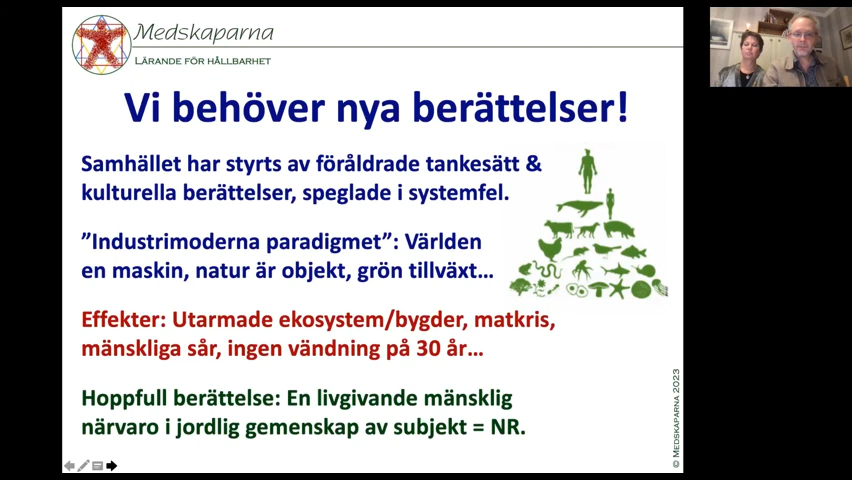 Medskaparna
LÄRANDE FÖR HÅLLBARHET
Vi behöver nya berättelser!
Samhället har styrts av föråldrade tankesätt &
kulturella berättelser, speglade i systemfel.
”Industrimoderna paradigmet”: Världen
en maskin, natur är objekt, grön tillväxt...
Effekter: Utarmade ekosystem/bygder, matkris,
mänskliga sår, ingen vändning på 30 år...
Hoppfull berättelse: En livgivande mänsklig
närvaro i jordlig gemenskap av subjekt = NR.
© MEDSKAPARNA 2023